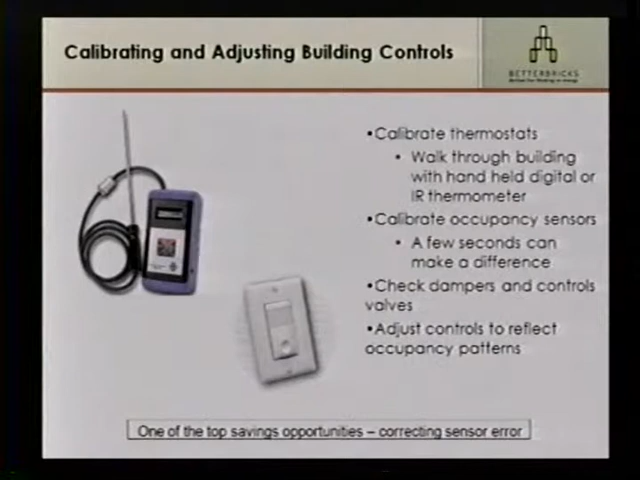 Calibrating and Adjusting Building Controls
BETTERBRICKS
•Calibrate thermostats
• Walk through building
with hand held digital or
IR thermometer
•Calibrate occupancy sensors
• A few seconds can
make a difference
•Check dampers and controls
valves
•Adjust controls to reflect
occupancy patterns
One of the top savings opportunities – correcting sensor error